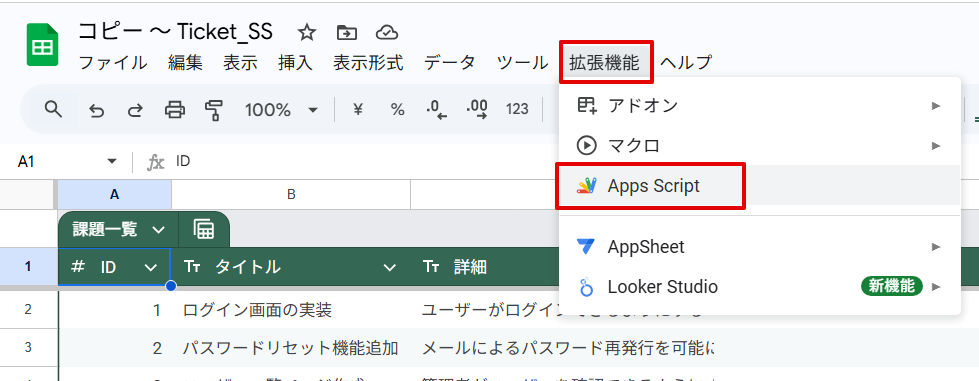 コピー ～ Ticket_SS
ファイル 編集 表示 挿入 表示形式 データ ツール 拡張機能 ヘルプ
100% ¥ % .0 .00 123
アドオン
マクロ
Apps Script
AppSheet
Looker Studio 新機能
A1 fx ID
A B
課題一覧
1 # ID Tт タイトル Tт 詳細
2 1 ログイン画面の実装 ユーザーがログイン
3 2 パスワードリセット機能追加 メールによるパスワード再発行を可能に